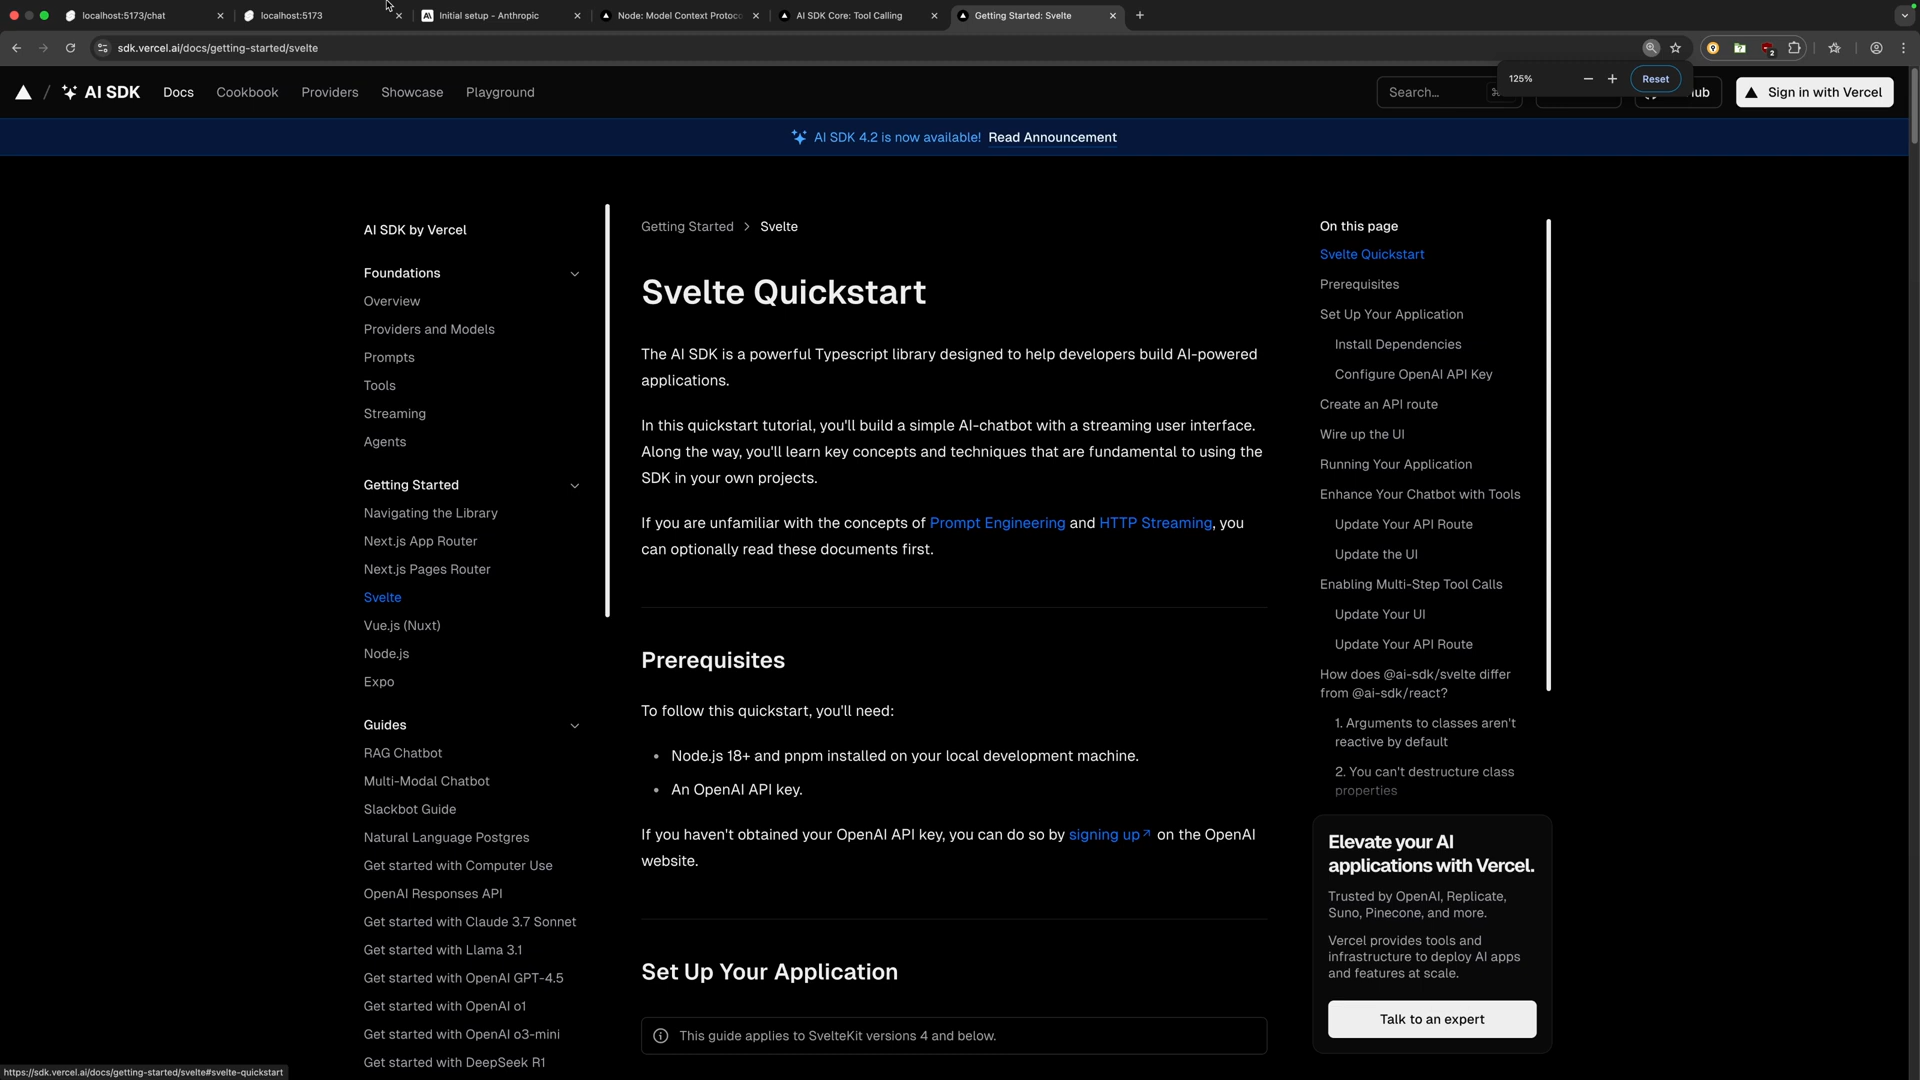 localhost:5173/chat
localhost:5173
Initial setup - Anthropic
Node: Model Context Protoco
AI SDK Core: Tool Calling
Getting Started: Svelte
sdk.vercel.ai/docs/getting-started/svelte
2
125%
Reset
AI SDK
Docs
Cookbook
Providers
Showcase
Playground
Search...
Sign in with Vercel
AI SDK 4.2 is now available! Read Announcement
AI SDK by Vercel
Foundations
Overview
Providers and Models
Prompts
Tools
Streaming
Agents
Getting Started
Navigating the Library
Next.js App Router
Next.js Pages Router
Svelte
Vue.js (Nuxt)
Node.js
Expo
Guides
RAG Chatbot
Multi-Modal Chatbot
Slackbot Guide
Natural Language Postgres
Get started with Computer Use
OpenAI Responses API
Get started with Claude 3.7 Sonnet
Get started with Llama 3.1
Get started with OpenAI GPT-4.5
Get started with OpenAI o1
Get started with OpenAI o3-mini
Get started with DeepSeek R1
Getting Started > Svelte
Svelte Quickstart
The AI SDK is a powerful Typescript library designed to help developers build AI-powered
applications.
In this quickstart tutorial, you'll build a simple AI-chatbot with a streaming user interface.
Along the way, you'll learn key concepts and techniques that are fundamental to using the
SDK in your own projects.
If you are unfamiliar with the concepts of Prompt Engineering and HTTP Streaming, you
can optionally read these documents first.
Prerequisites
To follow this quickstart, you'll need:
• Node.js 18+ and pnpm installed on your local development machine.
• An OpenAI API key.
If you haven't obtained your OpenAI API key, you can do so by signing up↗ on the OpenAI
website.
Set Up Your Application
This guide applies to SvelteKit versions 4 and below.
On this page
Svelte Quickstart
Prerequisites
Set Up Your Application
Install Dependencies
Configure OpenAI API Key
Create an API route
Wire up the UI
Running Your Application
Enhance Your Chatbot with Tools
Update Your API Route
Update the UI
Enabling Multi-Step Tool Calls
Update Your UI
Update Your API Route
How does @ai-sdk/svelte differ
from @ai-sdk/react?
1. Arguments to classes aren't
reactive by default
2. You can't destructure class
properties
Elevate your AI
applications with Vercel.
Trusted by OpenAI, Replicate,
Suno, Pinecone, and more.
Vercel provides tools and
infrastructure to deploy AI apps
and features at scale.
Talk to an expert
https://sdk.vercel.ai/docs/getting-started/svelte#svelte-quickstart